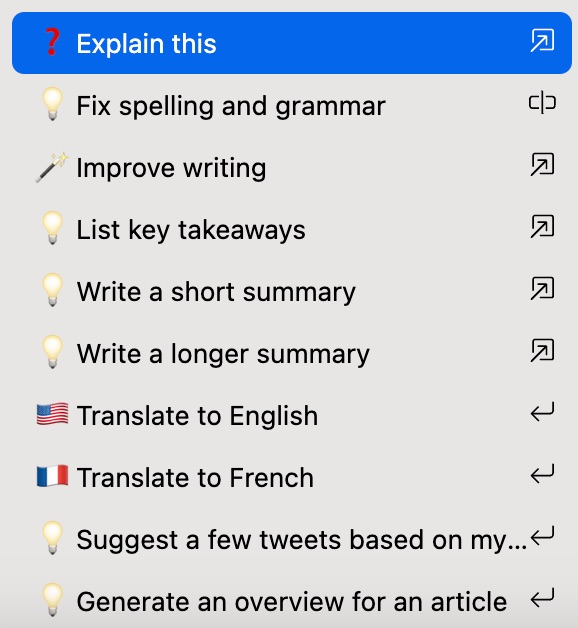 Explain this
Fix spelling and grammar
Improve writing
List key takeaways
Write a short summary
Write a longer summary
Translate to English
Translate to French
Suggest a few tweets based on my...
Generate an overview for an article